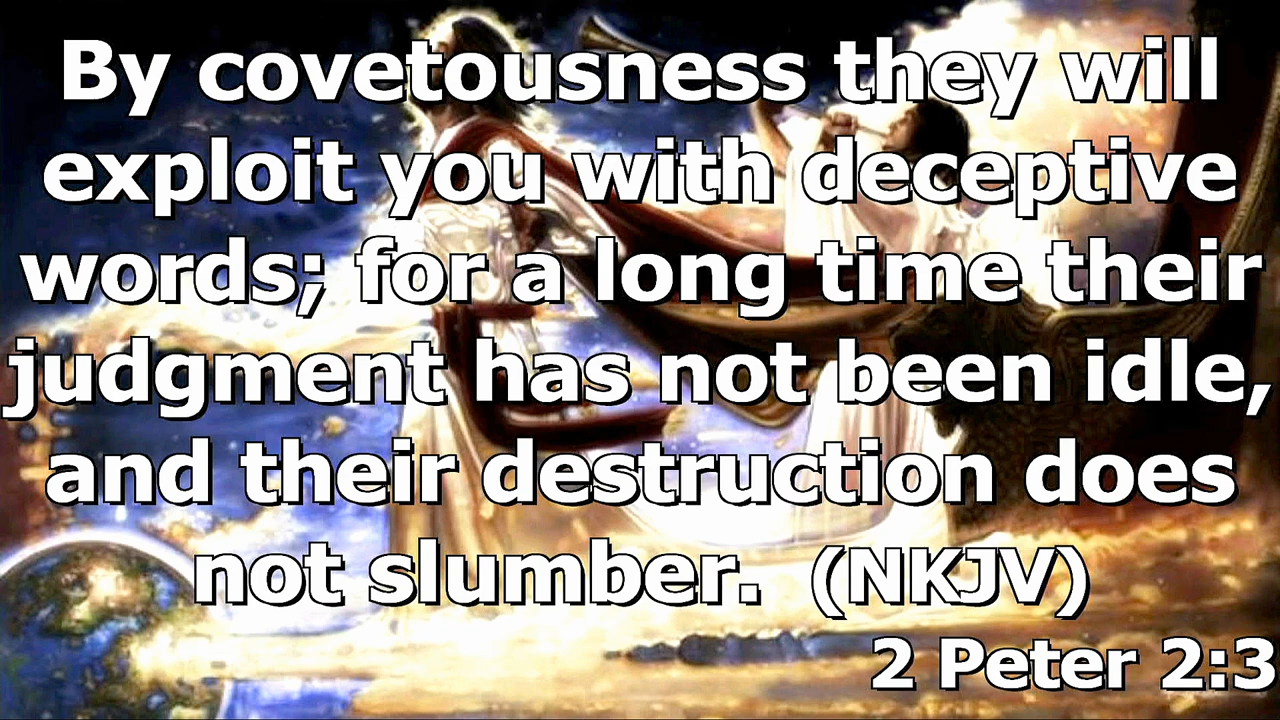 By covetousness they will
exploit you with deceptive
words; for a long time their
judgment has not been idle,
and their destruction does
not slumber. (NKJV)
2 Peter 2:3